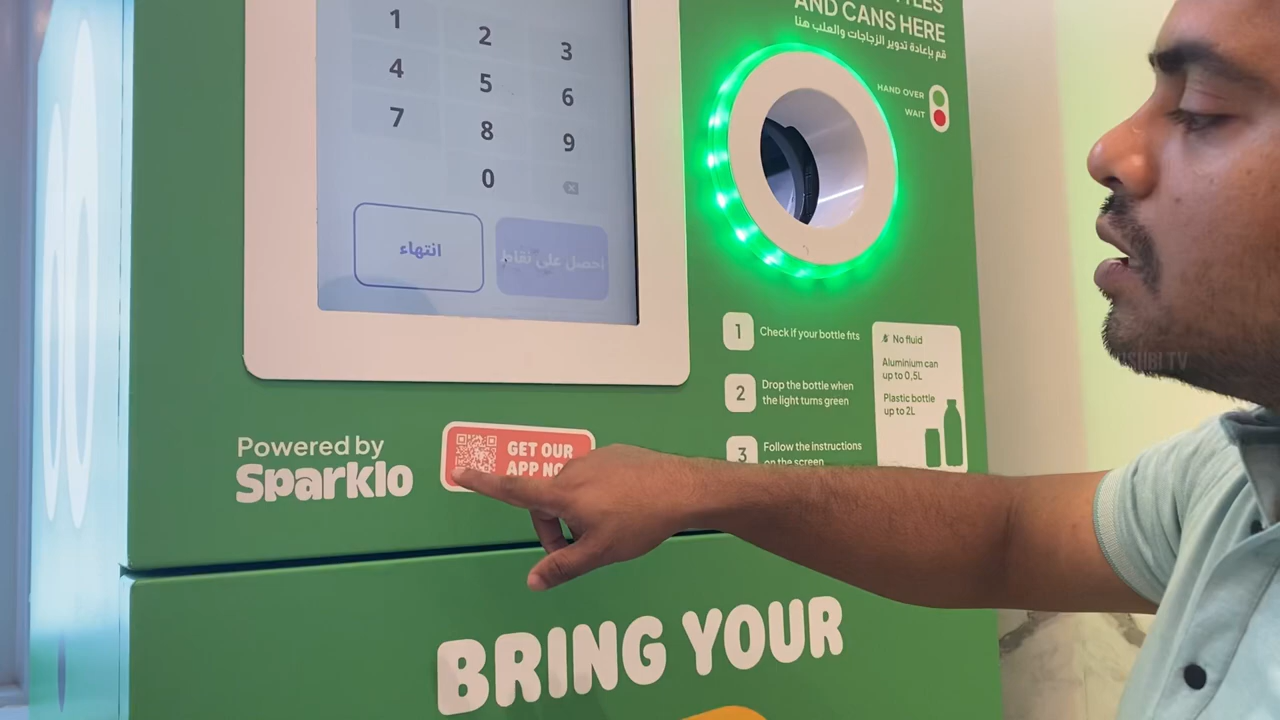 AND CANS HERE
قم بإعادة تدوير الزجاجات والعلب هنا
HAND OVER
WAIT
1
2
3
4
5
6
7
8
9
0
انتهاء
احصل على نقاط
1
Check if your bottle fits
2
Drop the bottle when
the light turns green
3
Follow the instructions
on the screen
No fluid
Aluminium can
up to 0,5L
Plastic bottle
up to 2L
Powered by
Sparklo
GET OUR
APP
BRING YOUR